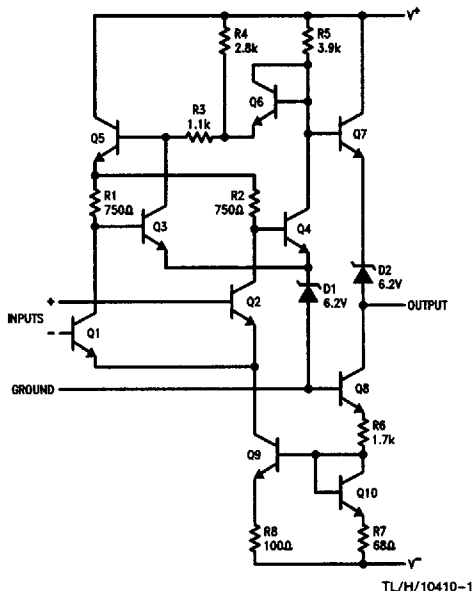 V+
R4
2.8k
R5
3.9k
Q6
R3
1.1k
Q7
Q5
R1
750Ω
Q3
R2
750Ω
Q4
D2
6.2V
D1
6.2V
+
Q2
OUTPUT
INPUTS
- Q1
GROUND
Q8
R6
1.7k
Q9
Q10
R8
100Ω
R7
68Ω
V-
TL/H/10410-1